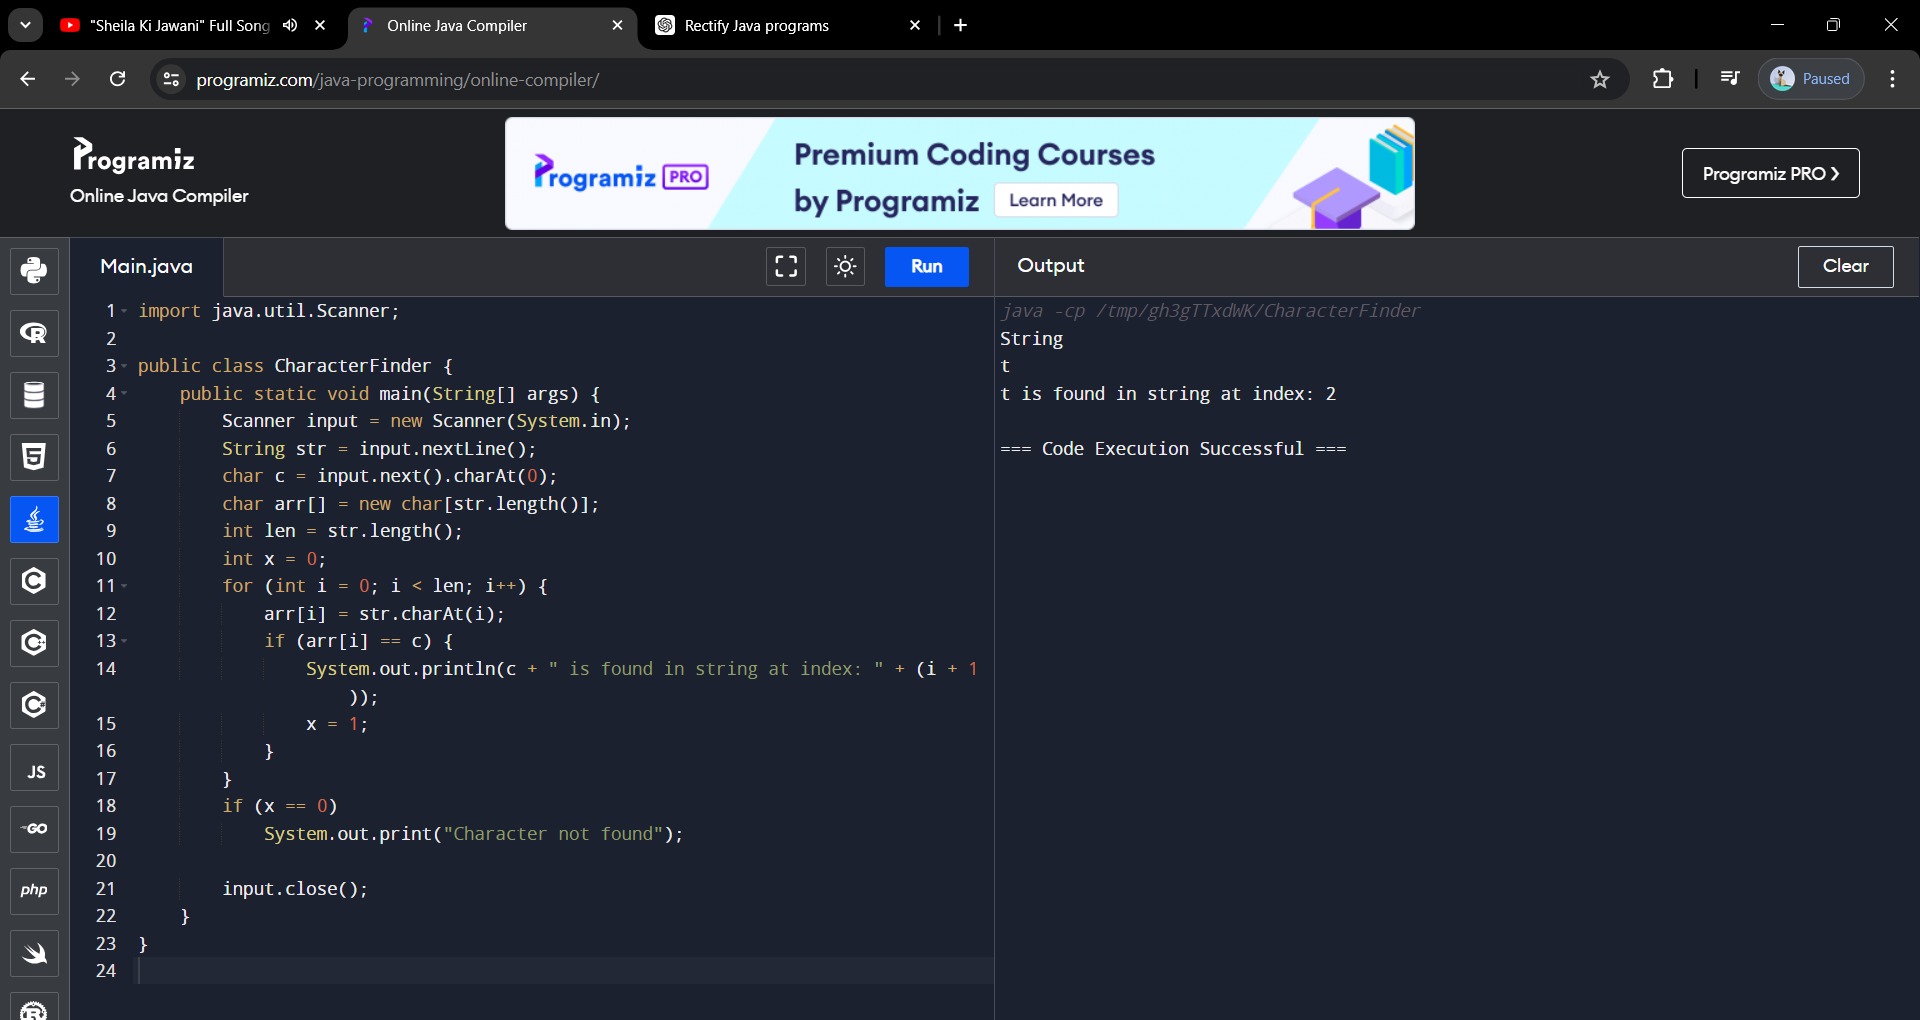 "Sheila Ki Jawani" Full Song
Online Java Compiler
Rectify Java programs
programiz.com/java-programming/online-compiler/
Paused
Programiz
Online Java Compiler
Programiz PRO
Premium Coding Courses
by Programiz
Learn More
Programiz PRO
Main.java
Run
Output
Clear
1 import java.util.Scanner;
2
3 public class CharacterFinder {
4     public static void main(String[] args) {
5         Scanner input = new Scanner(System.in);
6         String str = input.nextLine();
7         char c = input.next().charAt(0);
8         char arr[] = new char[str.length()];
9         int len = str.length();
10         int x = 0;
11         for (int i = 0; i < len; i++) {
12             arr[i] = str.charAt(i);
13             if (arr[i] == c) {
14                 System.out.println(c + " is found in string at index: " + (i + 1
                    ));
15                 x = 1;
16             }
17         }
18         if (x == 0)
19             System.out.print("Character not found");
20
21         input.close();
22     }
23 }
24
java -cp /tmp/gh3gTTxdWK/CharacterFinder
String
t
t is found in string at index: 2
=== Code Execution Successful ===
R
5
C
C
C
JS
GO
php
R